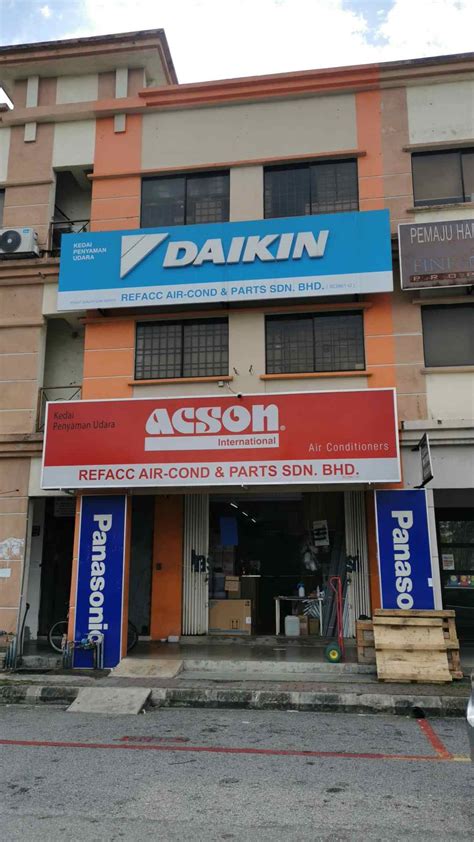 KEDAI
PENYAMAN
UDARA
DAIKIN
REFACC AIR-COND & PARTS SDN. BHD.
PEMAJU HA
Kedai
Penyaman Udara
ACSON
International
Air Conditioners
REFACC AIR-COND & PARTS SDN. BHD.
Panasonic
Panasonic